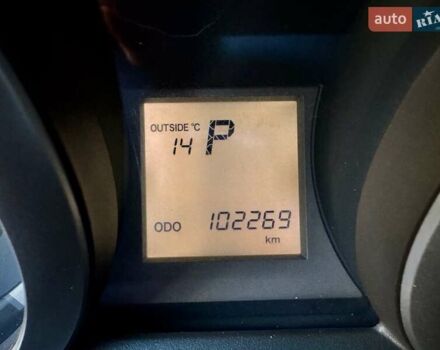 auto RIA
OUTSIDE °C P
14
ODO 102269
km